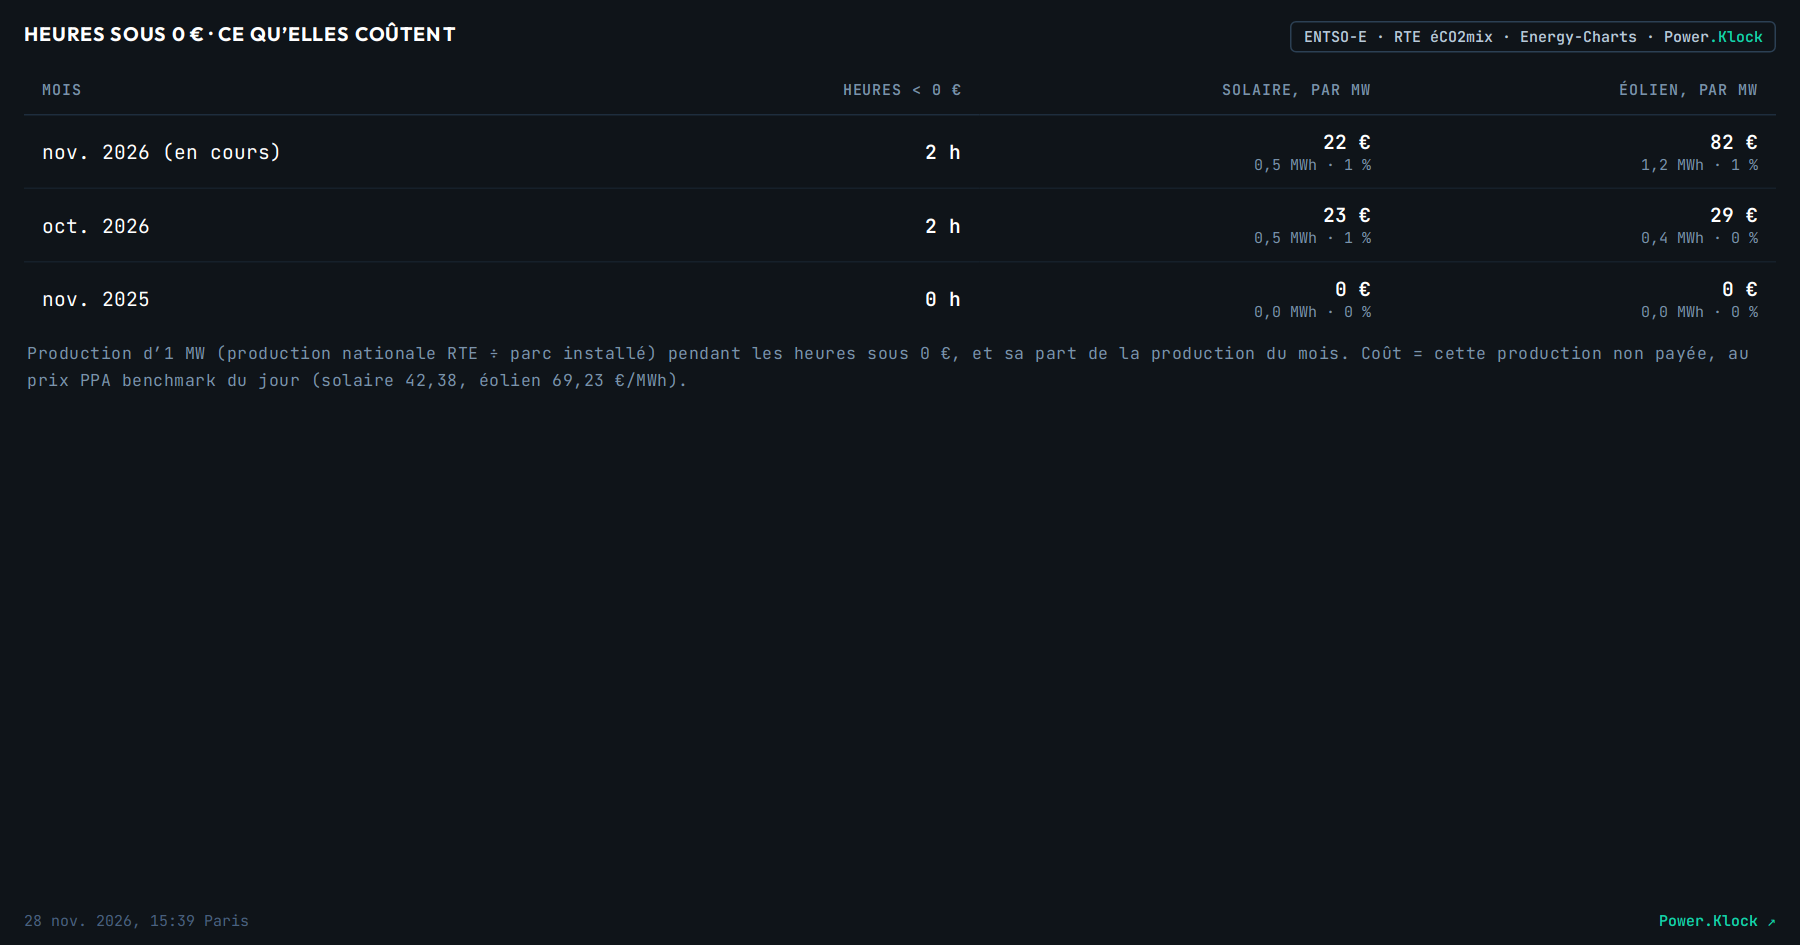 HEURES SOUS 0 € · CE QU’ELLES COÛTENT
ENTSO-E · RTE éCO2mix · Energy-Charts · Power.Klock
MOIS HEURES < 0 € SOLAIRE, PAR MW ÉOLIEN, PAR MW
nov. 2026 (en cours) 2 h 22 € 82 €
0,5 MWh · 1 % 1,2 MWh · 1 %
oct. 2026 2 h 23 € 29 €
0,5 MWh · 1 % 0,4 MWh · 0 %
nov. 2025 0 h 0 € 0 €
0,0 MWh · 0 % 0,0 MWh · 0 %
Production d’1 MW (production nationale RTE ÷ parc installé) pendant les heures sous 0 €, et sa part de la production du mois. Coût = cette production non payée, au
prix PPA benchmark du jour (solaire 42,38, éolien 69,23 €/MWh).
28 nov. 2026, 15:39 Paris
Power.Klock ↗